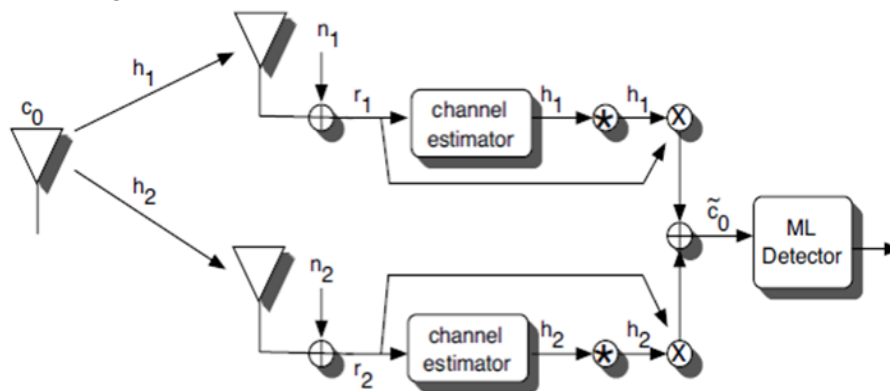 n₁
h₁
c₀
r₁
channel
estimator
h₁
*
h₁
X
h₂
c̃₀
ML
Detector
n₂
r₂
channel
estimator
h₂
*
h₂
X